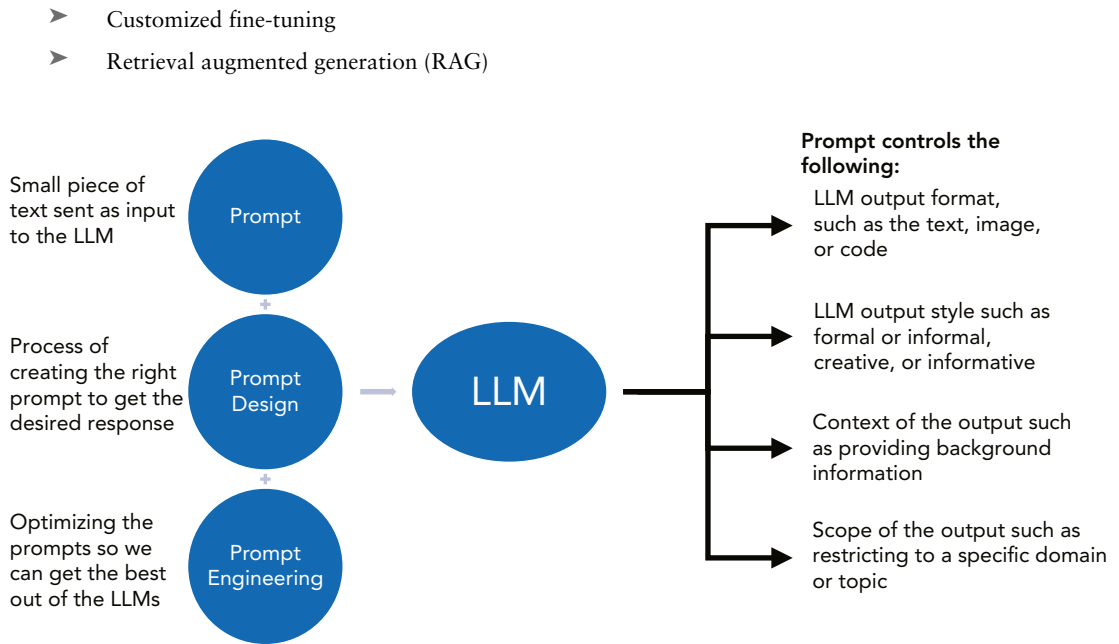 ➤ Customized fine-tuning
➤ Retrieval augmented generation (RAG)
Small piece of
text sent as input
to the LLM
Prompt
+
Process of
creating the right
prompt to get the
desired response
Prompt
Design
+
Optimizing the
prompts so we
can get the best
out of the LLMs
Prompt
Engineering
LLM
Prompt controls the
following:
LLM output format,
such as the text, image,
or code
LLM output style such as
formal or informal,
creative, or informative
Context of the output such
as providing background
information
Scope of the output such as
restricting to a specific domain
or topic